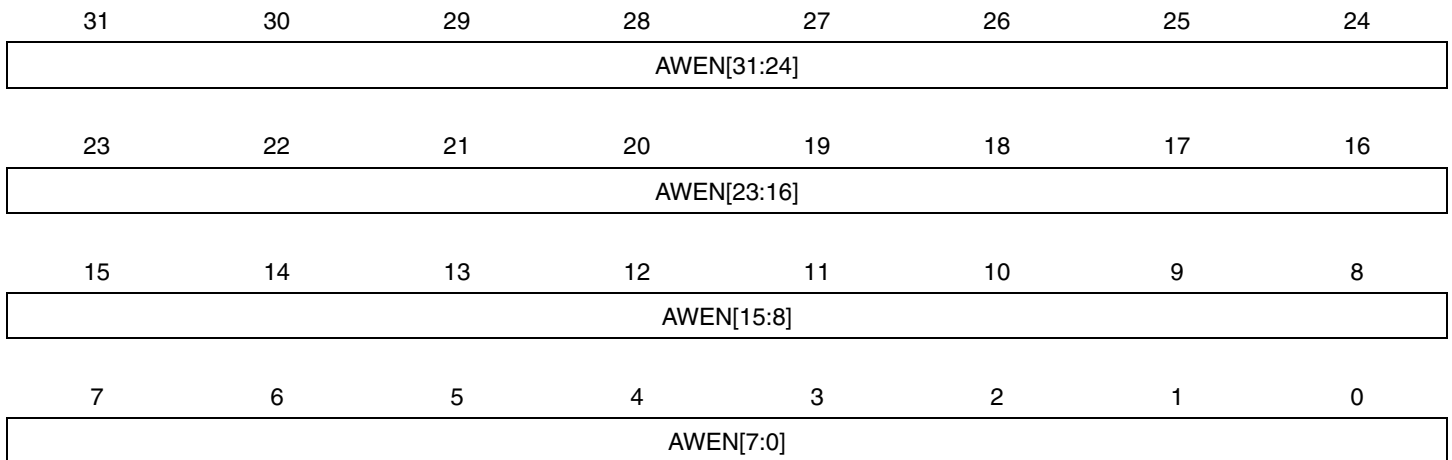 31 30 29 28 27 26 25 24
AWEN[31:24]
23 22 21 20 19 18 17 16
AWEN[23:16]
15 14 13 12 11 10 9 8
AWEN[15:8]
7 6 5 4 3 2 1 0
AWEN[7:0]